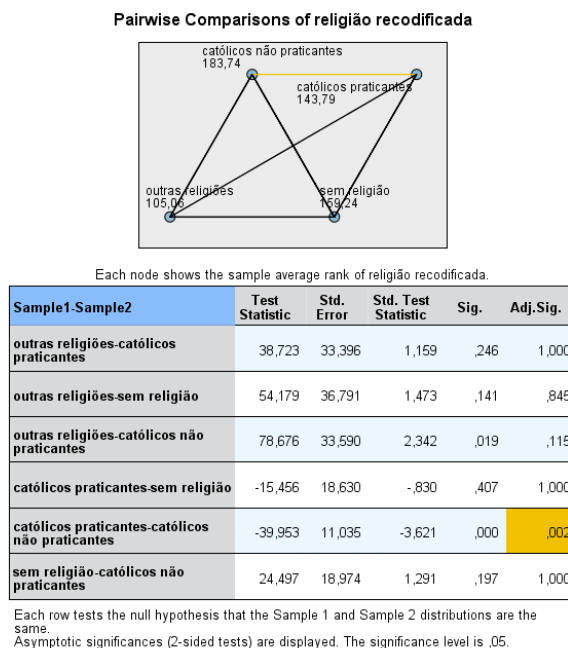 Pairwise Comparisons of religião recodificada
católicos não praticantes
183,74
católicos praticantes
143,79
outras religiões
105,06
sem religião
159,24
Each node shows the sample average rank of religião recodificada.
Sample1-Sample2 Test Statistic Std. Error Std. Test Statistic Sig. Adj.Sig.
outras religiões-católicos praticantes 38,723 33,396 1,159 ,246 1,000
outras religiões-sem religião 54,179 36,791 1,473 ,141 ,845
outras religiões-católicos não praticantes 78,676 33,590 2,342 ,019 ,115
católicos praticantes-sem religião -15,456 18,630 -,830 ,407 1,000
católicos praticantes-católicos não praticantes -39,953 11,035 -3,621 ,000 ,002
sem religião-católicos não praticantes 24,497 18,974 1,291 ,197 1,000
Each row tests the null hypothesis that the Sample 1 and Sample 2 distributions are the
same.
Asymptotic significances (2-sided tests) are displayed. The significance level is ,05.